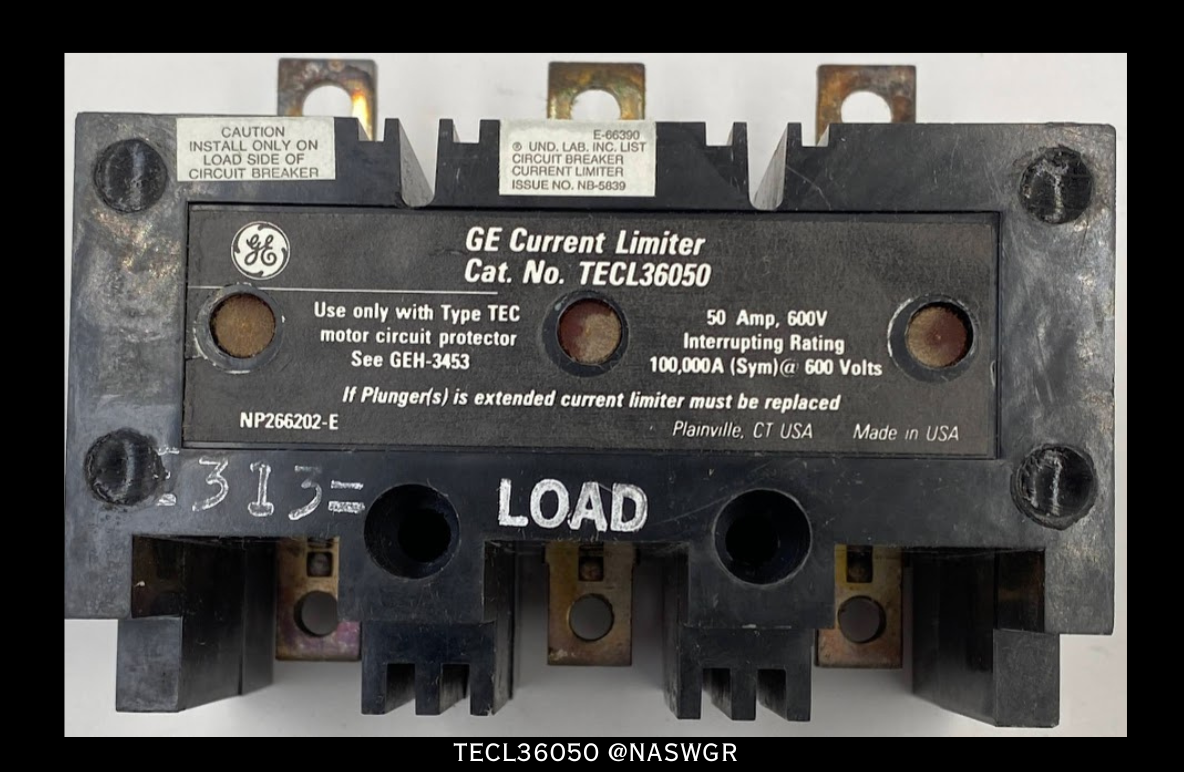 CAUTION
INSTALL ONLY ON
LOAD SIDE OF
CIRCUIT BREAKER
E-66390
® UND. LAB. INC. LIST
CIRCUIT BREAKER
CURRENT LIMITER
ISSUE NO. NB-5839
GE
GE Current Limiter
Cat. No. TECL36050
Use only with Type TEC
motor circuit protector
See GEH-3453
50 Amp, 600V
Interrupting Rating
100,000A (Sym)@ 600 Volts
If Plunger(s) is extended current limiter must be replaced
NP266202-E
Plainville, CT USA Made in USA
313=
LOAD
TECL36050 @NASWGR